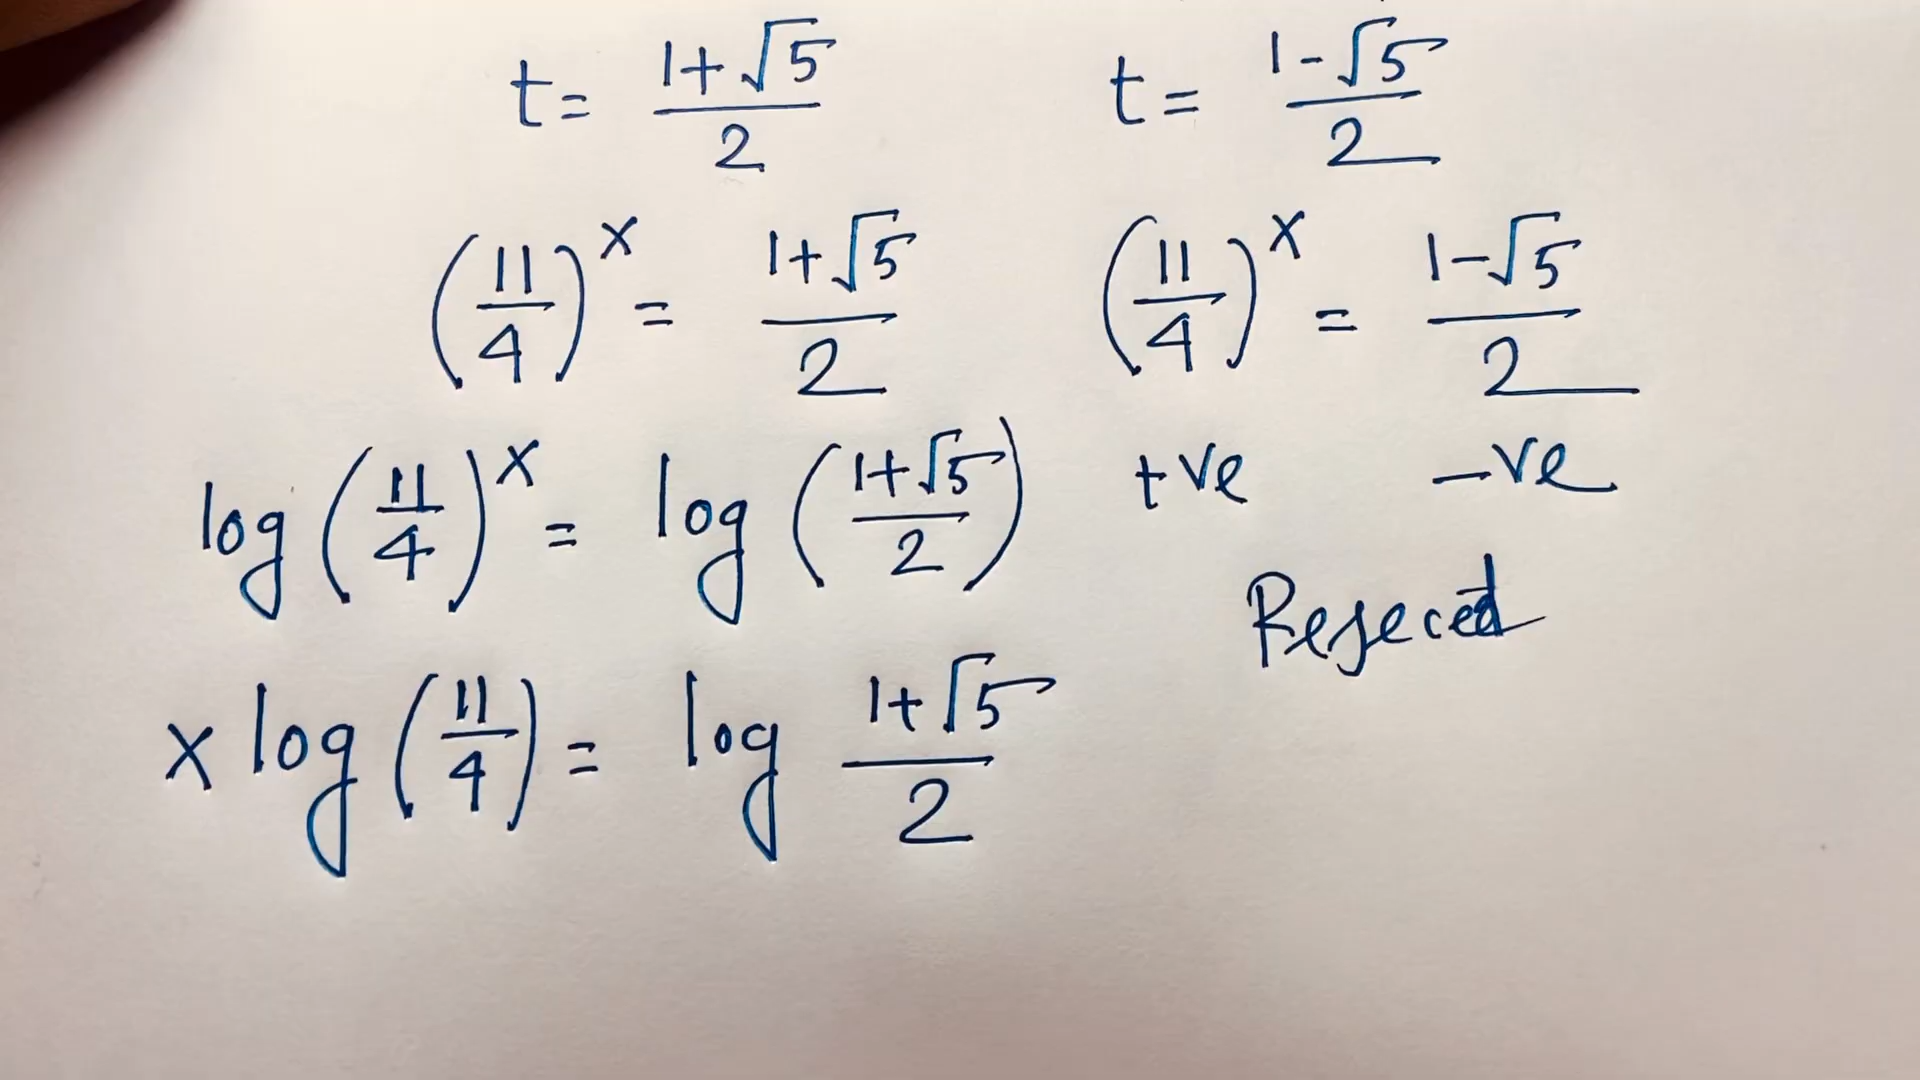 t = (1+√5)/2    t = (1-√5)/2
(11/4)^x = (1+√5)/2    (11/4)^x = (1-√5)/2
log (11/4)^x = log ((1+√5)/2)    +ve    -ve
Rejeced
x log (11/4) = log (1+√5)/2